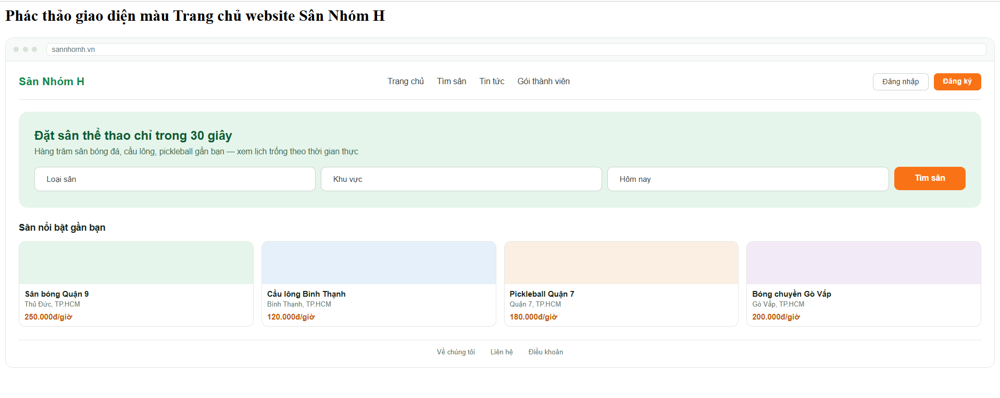 Phác thảo giao diện màu Trang chủ website Sân Nhóm H
sannhomh.vn
Sân Nhóm H
Trang chủ
Tìm sân
Tin tức
Gói thành viên
Đăng nhập
Đăng ký
Đặt sân thể thao chỉ trong 30 giây
Hàng trăm sân bóng đá, cầu lông, pickleball gần bạn — xem lịch trống theo thời gian thực
Loại sân
Khu vực
Hôm nay
Tìm sân
Sân nổi bật gần bạn
Sân bóng Quận 9
Thủ Đức, TP.HCM
250.000đ/giờ
Cầu lông Bình Thạnh
Bình Thạnh, TP.HCM
120.000đ/giờ
Pickleball Quận 7
Quận 7, TP.HCM
180.000đ/giờ
Bóng chuyền Gò Vấp
Gò Vấp, TP.HCM
200.000đ/giờ
Về chúng tôi
Liên hệ
Điều khoản